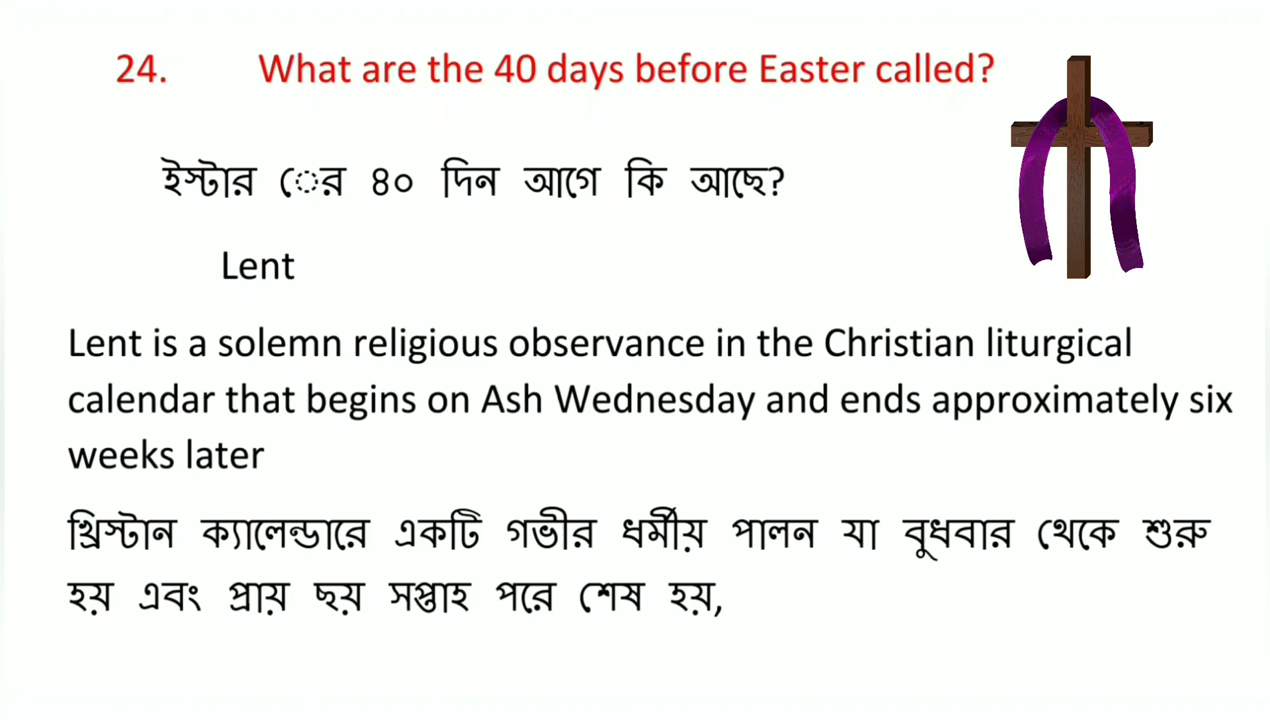 24. What are the 40 days before Easter called?
ইস্টার ের ৪০ দিন আগে কি আছে?
Lent
Lent is a solemn religious observance in the Christian liturgical
calendar that begins on Ash Wednesday and ends approximately six
weeks later
খ্রিস্টান ক্যালেন্ডারে একটি গভীর ধর্মীয় পালন যা বুধবার থেকে শুরু
হয় এবং প্রায় ছয় সপ্তাহ পরে শেষ হয়,